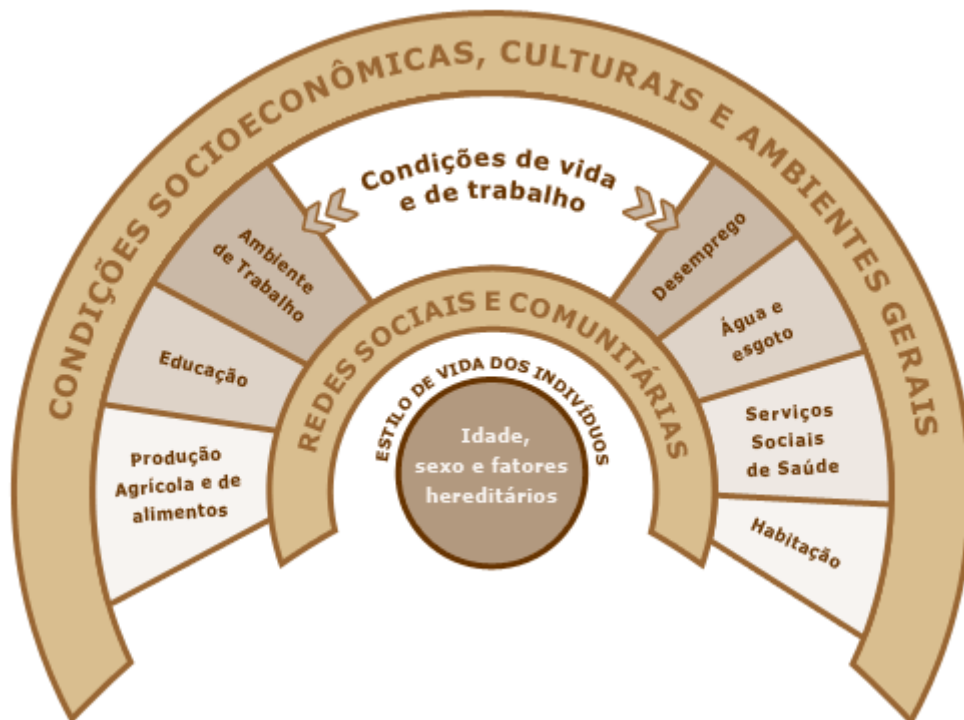 CONDIÇÕES SOCIOECONÔMICAS, CULTURAIS E AMBIENTES GERAIS
Condições de vida
e de trabalho
Ambiente
de Trabalho
Educação
Produção
Agrícola e de
alimentos
Desemprego
Água e
esgoto
Serviços
Sociais
de Saúde
Habitação
REDES SOCIAIS E COMUNITÁRIAS
ESTILO DE VIDA DOS INDIVÍDUOS
Idade,
sexo e fatores
hereditários